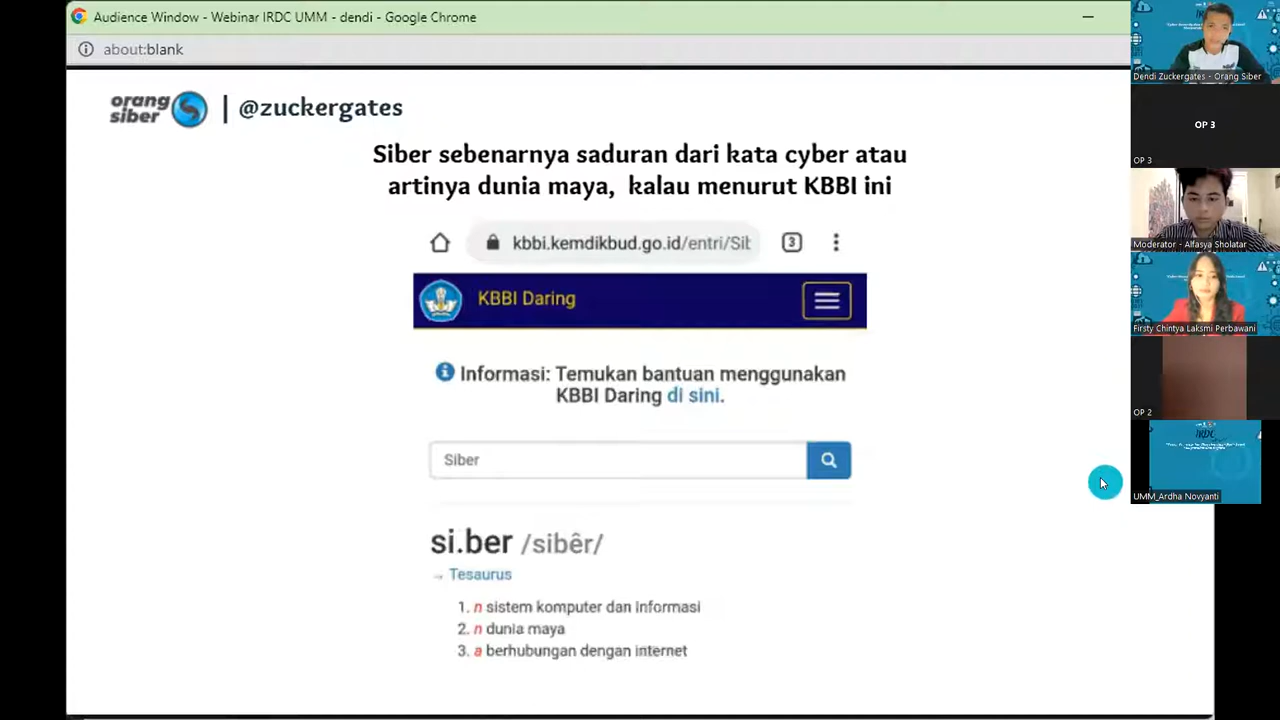 Audience Window - Webinar IRDC UMM - dendi - Google Chrome
about:blank
orang siber | @zuckergates
Siber sebenarnya saduran dari kata cyber atau
artinya dunia maya, kalau menurut KBBI ini
kbbi.kemdikbud.go.id/entri/Sit
3
KBBI Daring
Informasi: Temukan bantuan menggunakan
KBBI Daring di sini.
Siber
si.ber /sibêr/
→ Tesaurus
1. n sistem komputer dan informasi
2. n dunia maya
3. a berhubungan dengan internet
Dendi Zuckergates - Orang Siber
OP 3
OP 3
Moderator - Alfasya Sholatar
Firsty Chintya Laksmi Perbawani
OP 2
IRDC
UMM_Ardha Novyanti